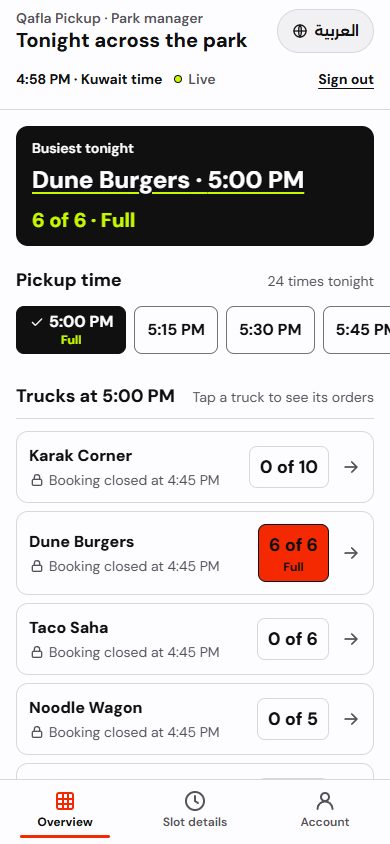 Qafla Pickup · Park manager
Tonight across the park
العربية
4:58 PM · Kuwait time
Live
Sign out
Busiest tonight
Dune Burgers · 5:00 PM
6 of 6 · Full
Pickup time
24 times tonight
5:00 PM
Full
5:15 PM
5:30 PM
5:45 PM
Trucks at 5:00 PM
Tap a truck to see its orders
Karak Corner
Booking closed at 4:45 PM
0 of 10
Dune Burgers
Booking closed at 4:45 PM
6 of 6
Full
Taco Saha
Booking closed at 4:45 PM
0 of 6
Noodle Wagon
Booking closed at 4:45 PM
0 of 5
Overview
Slot details
Account